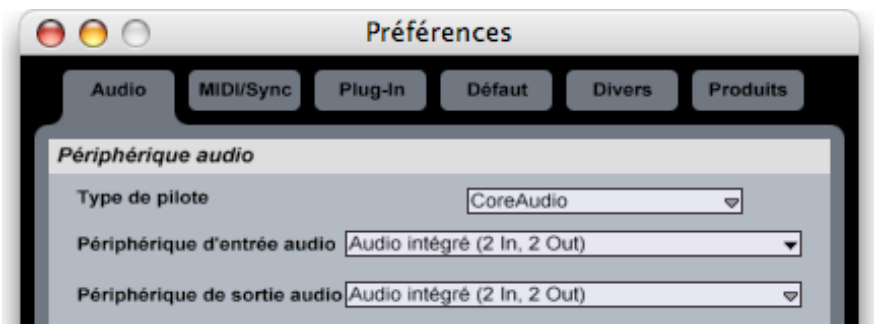 Préférences
Audio MIDI/Sync Plug-In Défaut Divers Produits
Périphérique audio
Type de pilote CoreAudio
Périphérique d'entrée audio Audio intégré (2 In, 2 Out)
Périphérique de sortie audio Audio intégré (2 In, 2 Out)